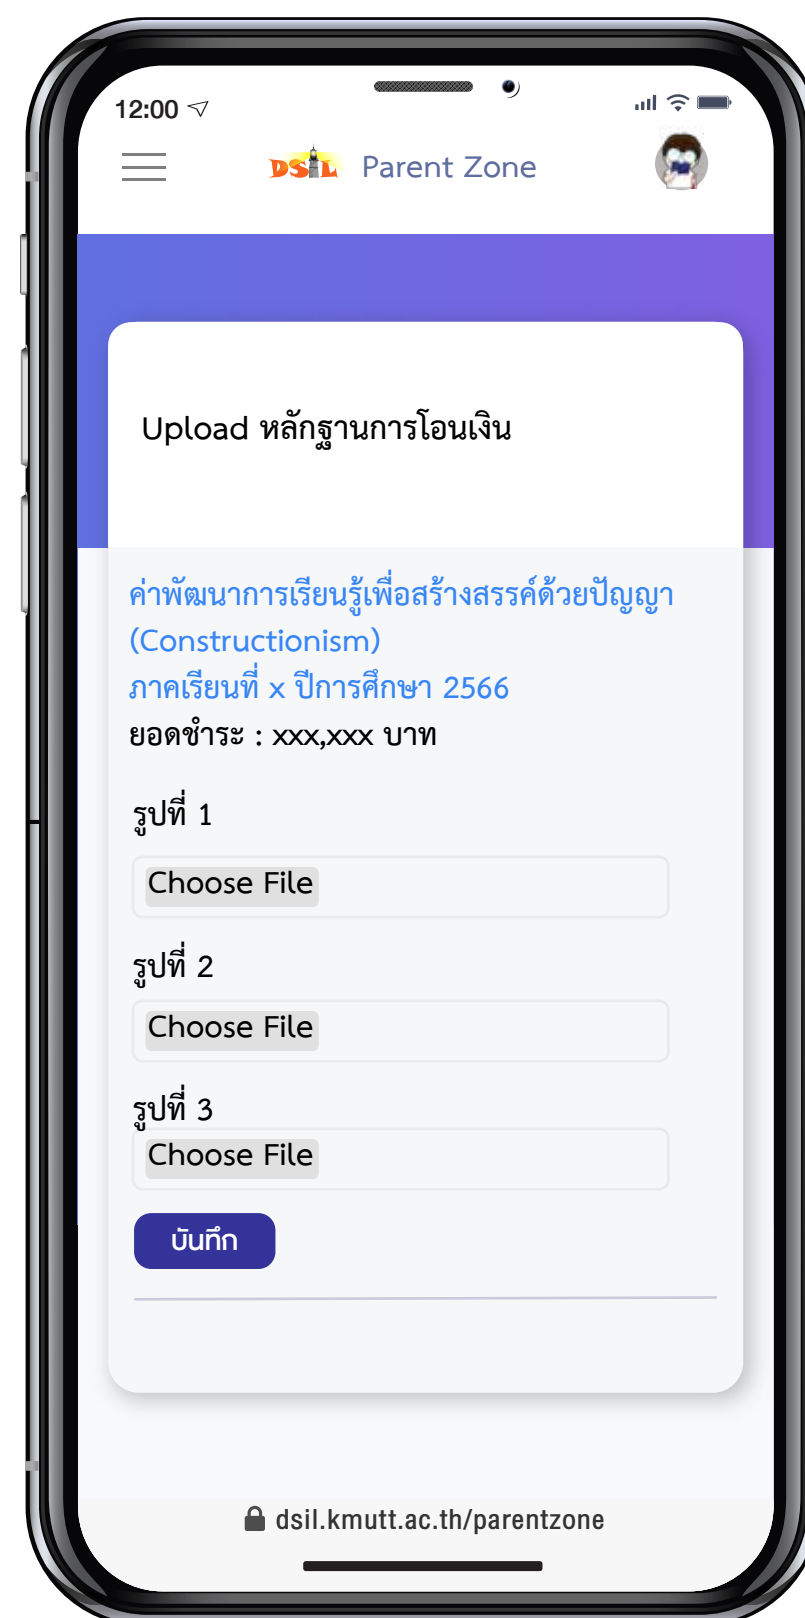 12:00
DSIL Parent Zone
Upload หลักฐานการโอนเงิน
ค่าพัฒนาการเรียนรู้เพื่อสร้างสรรค์ด้วยปัญญา
(Constructionism)
ภาคเรียนที่ x ปีการศึกษา 2566
ยอดชำระ : xxx,xxx บาท
รูปที่ 1
Choose File
รูปที่ 2
Choose File
รูปที่ 3
Choose File
บันทึก
dsil.kmutt.ac.th/parentzone